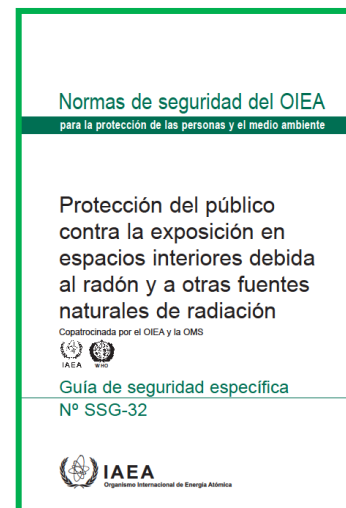 Normas de seguridad del OIEA
para la protección de las personas y el medio ambiente
Protección del público
contra la exposición en
espacios interiores debida
al radón y a otras fuentes
naturales de radiación
Copatrocinada por el OIEA y la OMS
IAEA WHO
Guía de seguridad específica
Nº SSG-32
IAEA
Organismo Internacional de Energía Atómica